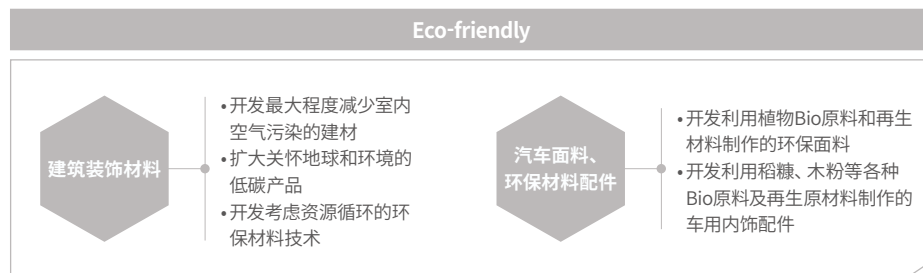 Eco-friendly
建筑装饰材料
•开发最大程度减少室内
空气污染的建材
•扩大关怀地球和环境的
低碳产品
•开发考虑资源循环的环
保材料技术
汽车面料、
环保材料配件
•开发利用植物Bio原料和再生
材料制作的环保面料
•开发利用稻糠、木粉等各种
Bio原料及再生原材料制作的
车用内饰配件